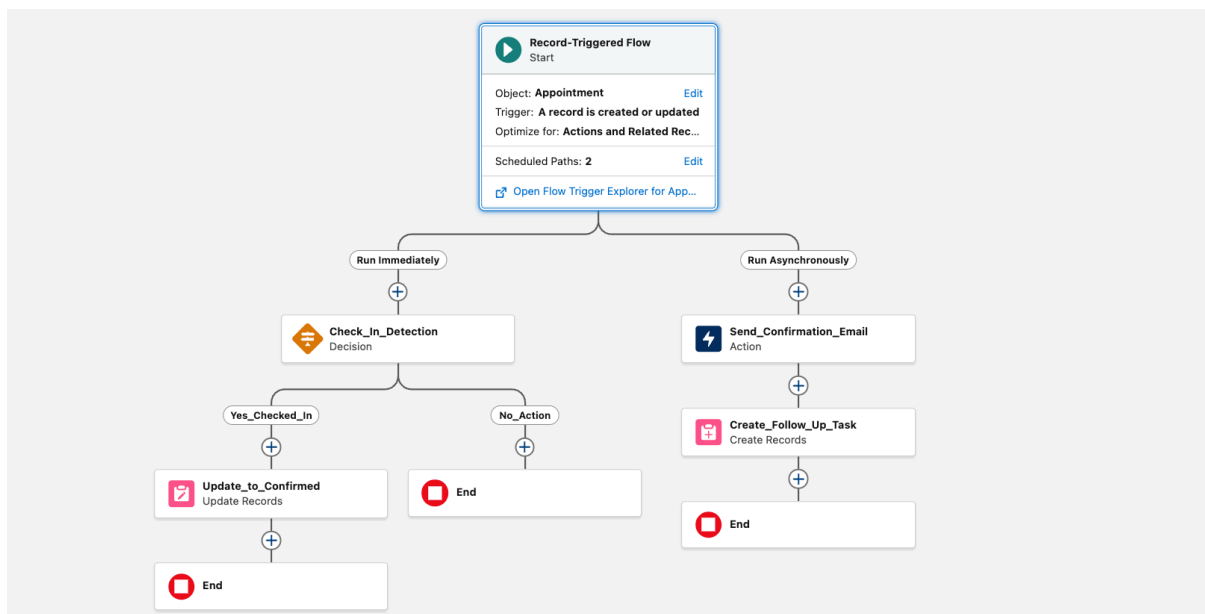 Record-Triggered Flow
Start
Object: Appointment Edit
Trigger: A record is created or updated
Optimize for: Actions and Related Rec...
Scheduled Paths: 2 Edit
Open Flow Trigger Explorer for App...
Run Immediately
Run Asynchronously
Check_In_Detection
Decision
Send_Confirmation_Email
Action
Yes_Checked_In
No_Action
Create_Follow_Up_Task
Create Records
Update_to_Confirmed
Update Records
End
End
End